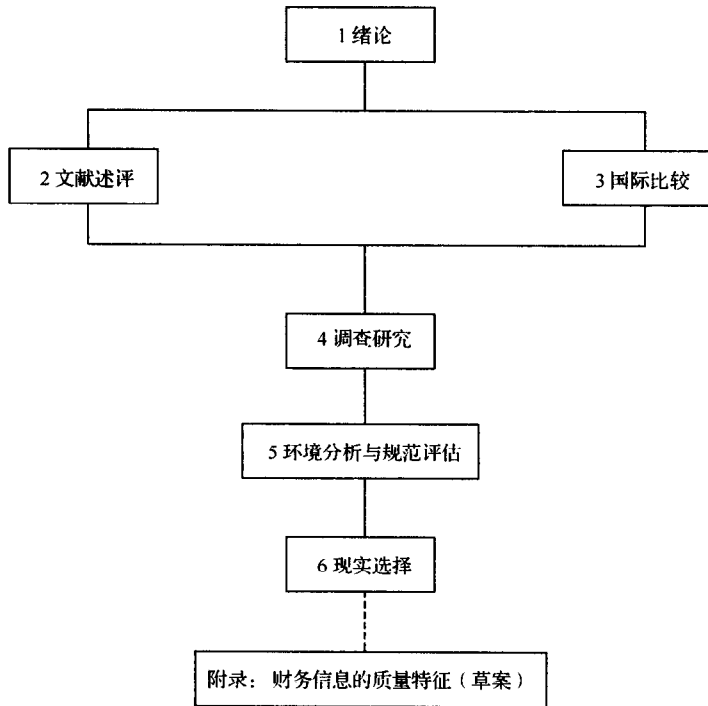 1 绪论
2 文献述评
3 国际比较
4 调查研究
5 环境分析与规范评估
6 现实选择
附录：财务信息的质量特征（草案）